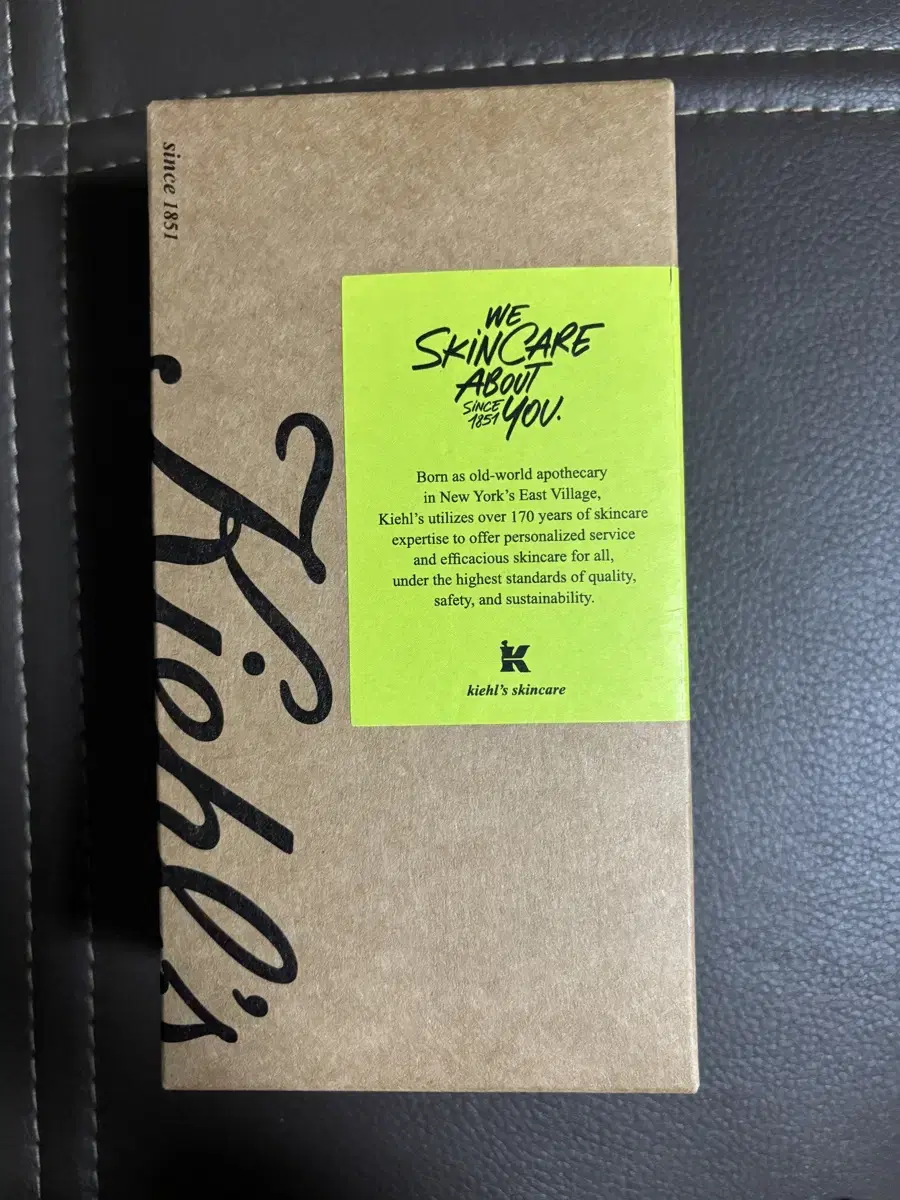 since 1851
Kiehl's
WE
SKINCARE
ABOUT
SINCE
1851 YOU.
Born as old-world apothecary
in New York's East Village,
Kiehl's utilizes over 170 years of skincare
expertise to offer personalized service
and efficacious skincare for all,
under the highest standards of quality,
safety, and sustainability.
K
kiehl's skincare